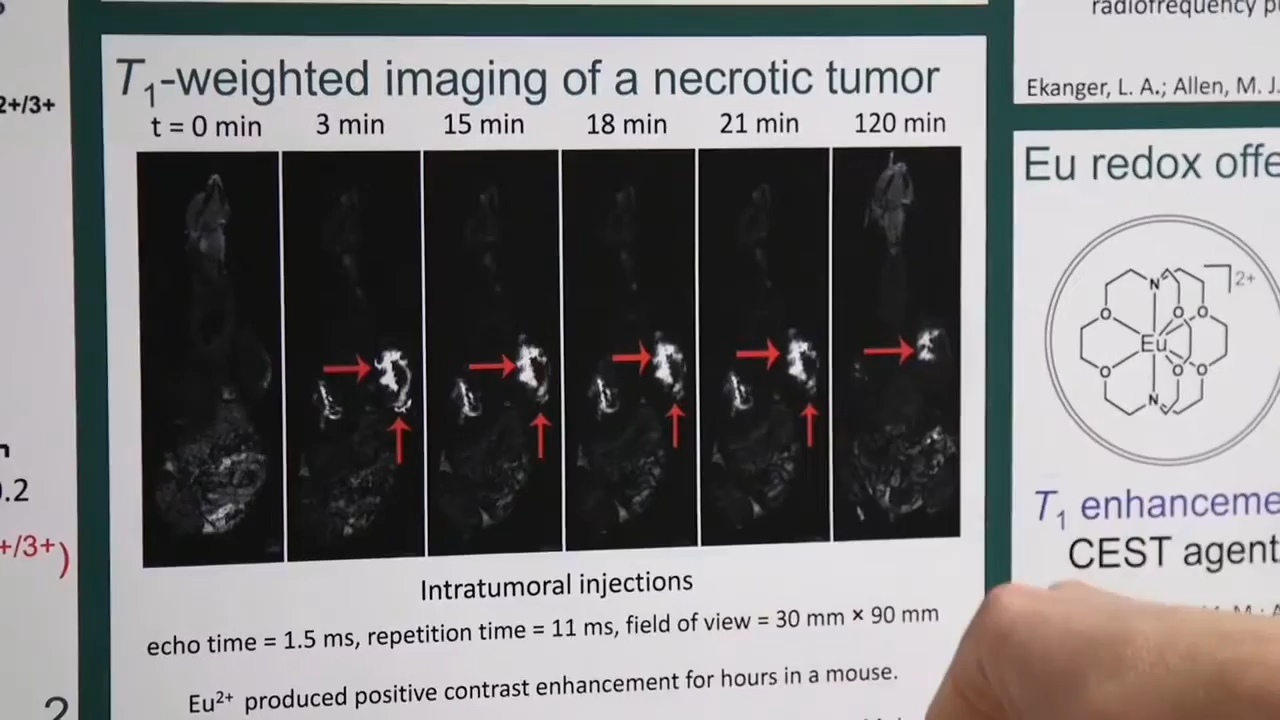 2+/3+
0.2
+/3+)
2
T1-weighted imaging of a necrotic tumor
t = 0 min 3 min 15 min 18 min 21 min 120 min
Intratumoral injections
echo time = 1.5 ms, repetition time = 11 ms, field of view = 30 mm × 90 mm
Eu2+ produced positive contrast enhancement for hours in a mouse.
radiofrequency
Ekanger, L. A.; Allen, M. J.
Eu redox offe
2+
N
O O O
Eu
O O O
N
T1 enhanceme
CEST agent